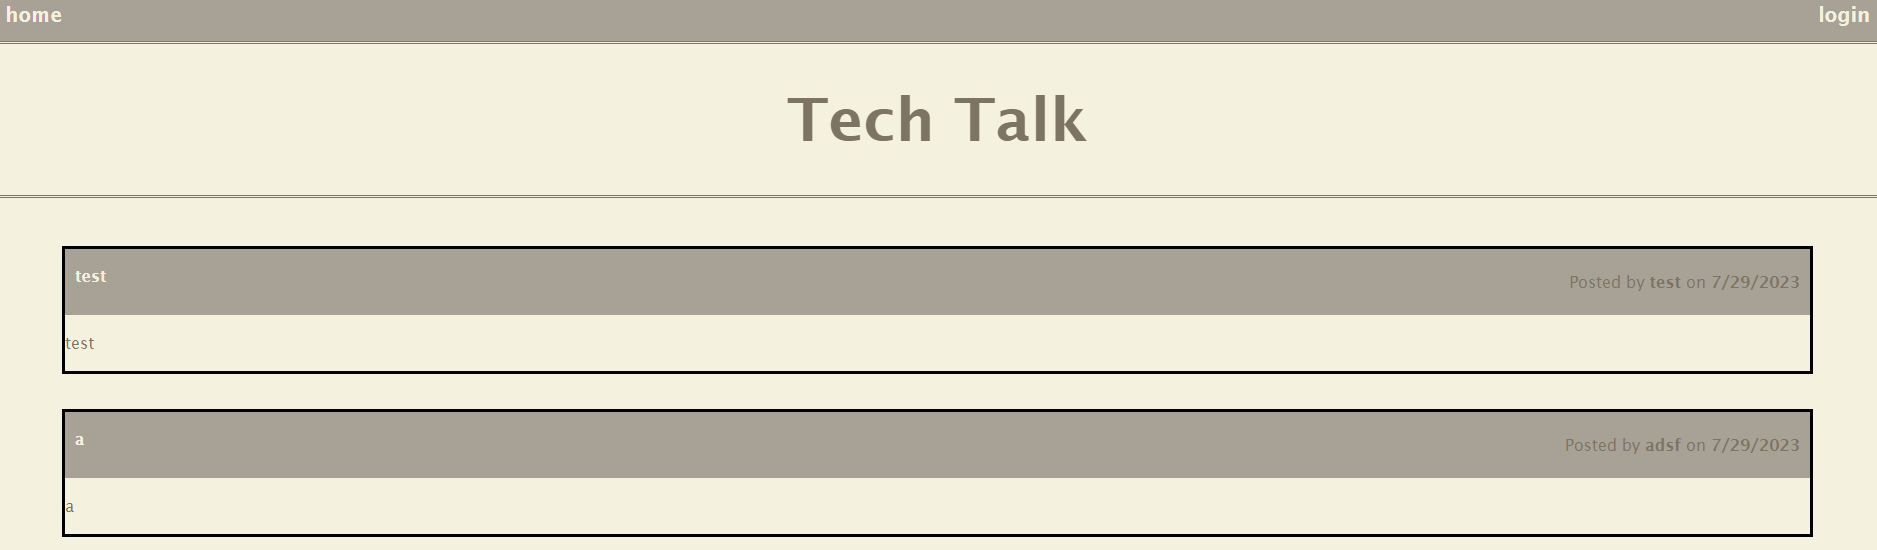 home login
Tech Talk
test Posted by test on 7/29/2023
test
a Posted by adsf on 7/29/2023
a